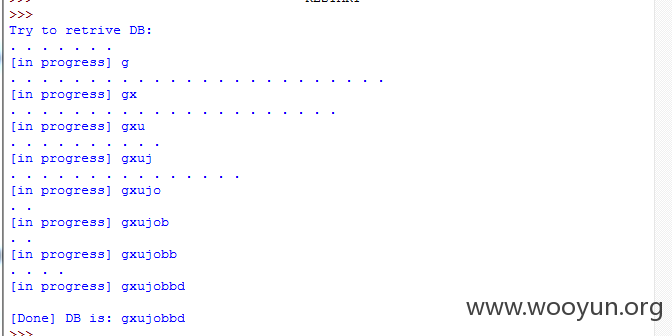 >>>
Try to retrive DB:
. . . . . . .
[in progress] g
. . . . . . . . . . . . . . . . . . . . . . . . . .
[in progress] gx
. . . . . . . . . . . . . . . . . . . . . . .
[in progress] gxu
. . . . . . . . . . .
[in progress] gxuj
. . . . . . . . . . . . . . . .
[in progress] gxujo
. .
[in progress] gxujob
. .
[in progress] gxujobb
. . . .
[in progress] gxujobbd
[Done] DB is: gxujobbd
>>>
www.wooyun.org